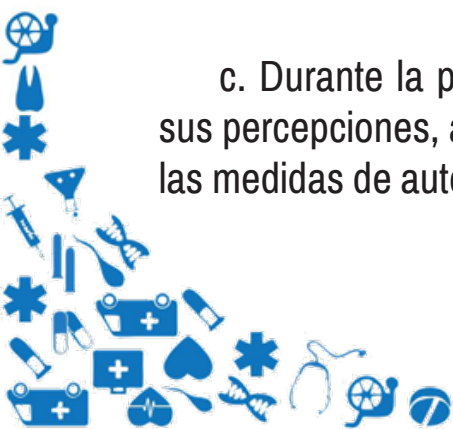 c. Durante la p
sus percepciones, a
las medidas de aut